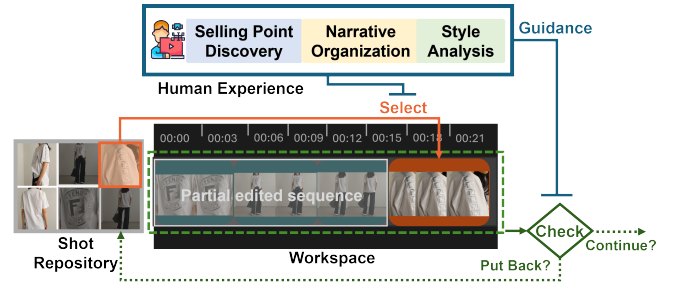 Selling Point
Discovery
Narrative
Organization
Style
Analysis
Guidance
Human Experience
Select
00:00
00:03
00:06
00:09
00:12
00:15
00:18
00:21
Partial edited sequence
Shot
Repository
Workspace
Check
Continue?
Put Back?